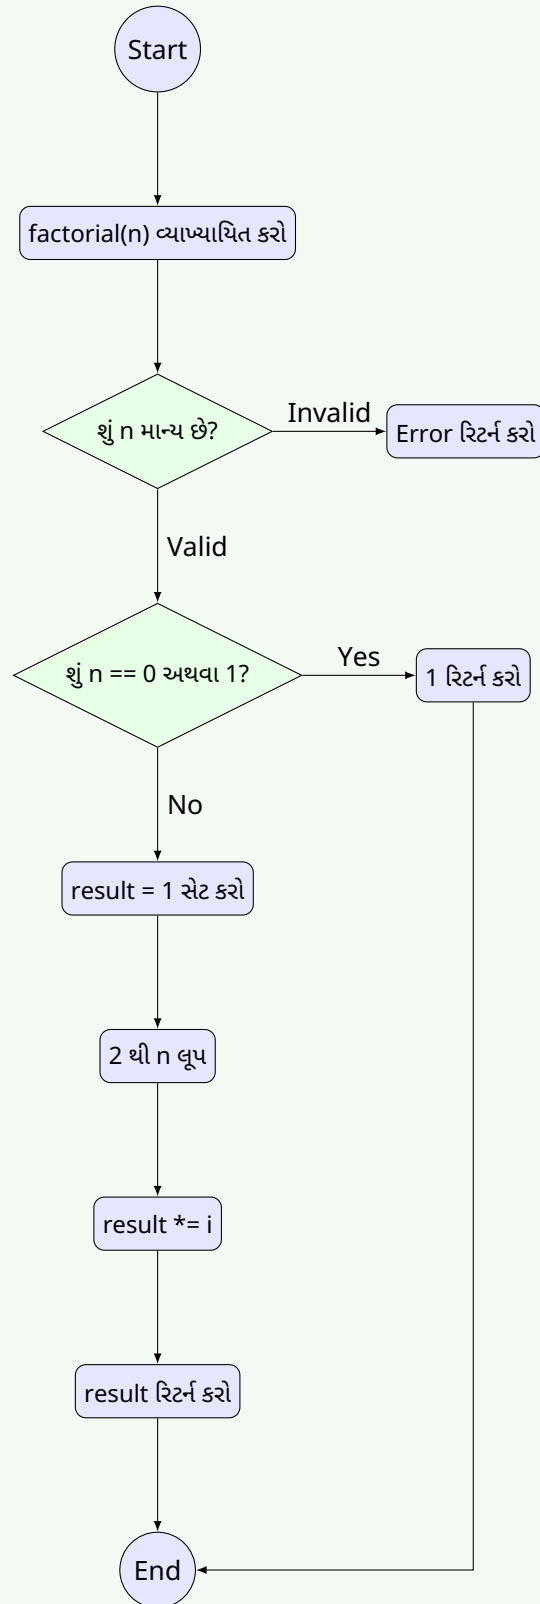 Start
factorial(n) વ્યાખ્યાયિત કરો
શું n માન્ય છે?
Invalid
Error રિટર્ન કરો
Valid
શું n == 0 અથવા 1?
Yes
1 રિટર્ન કરો
No
result = 1 સેટ કરો
2 થી n લૂપ
result *= i
result રિટર્ન કરો
End